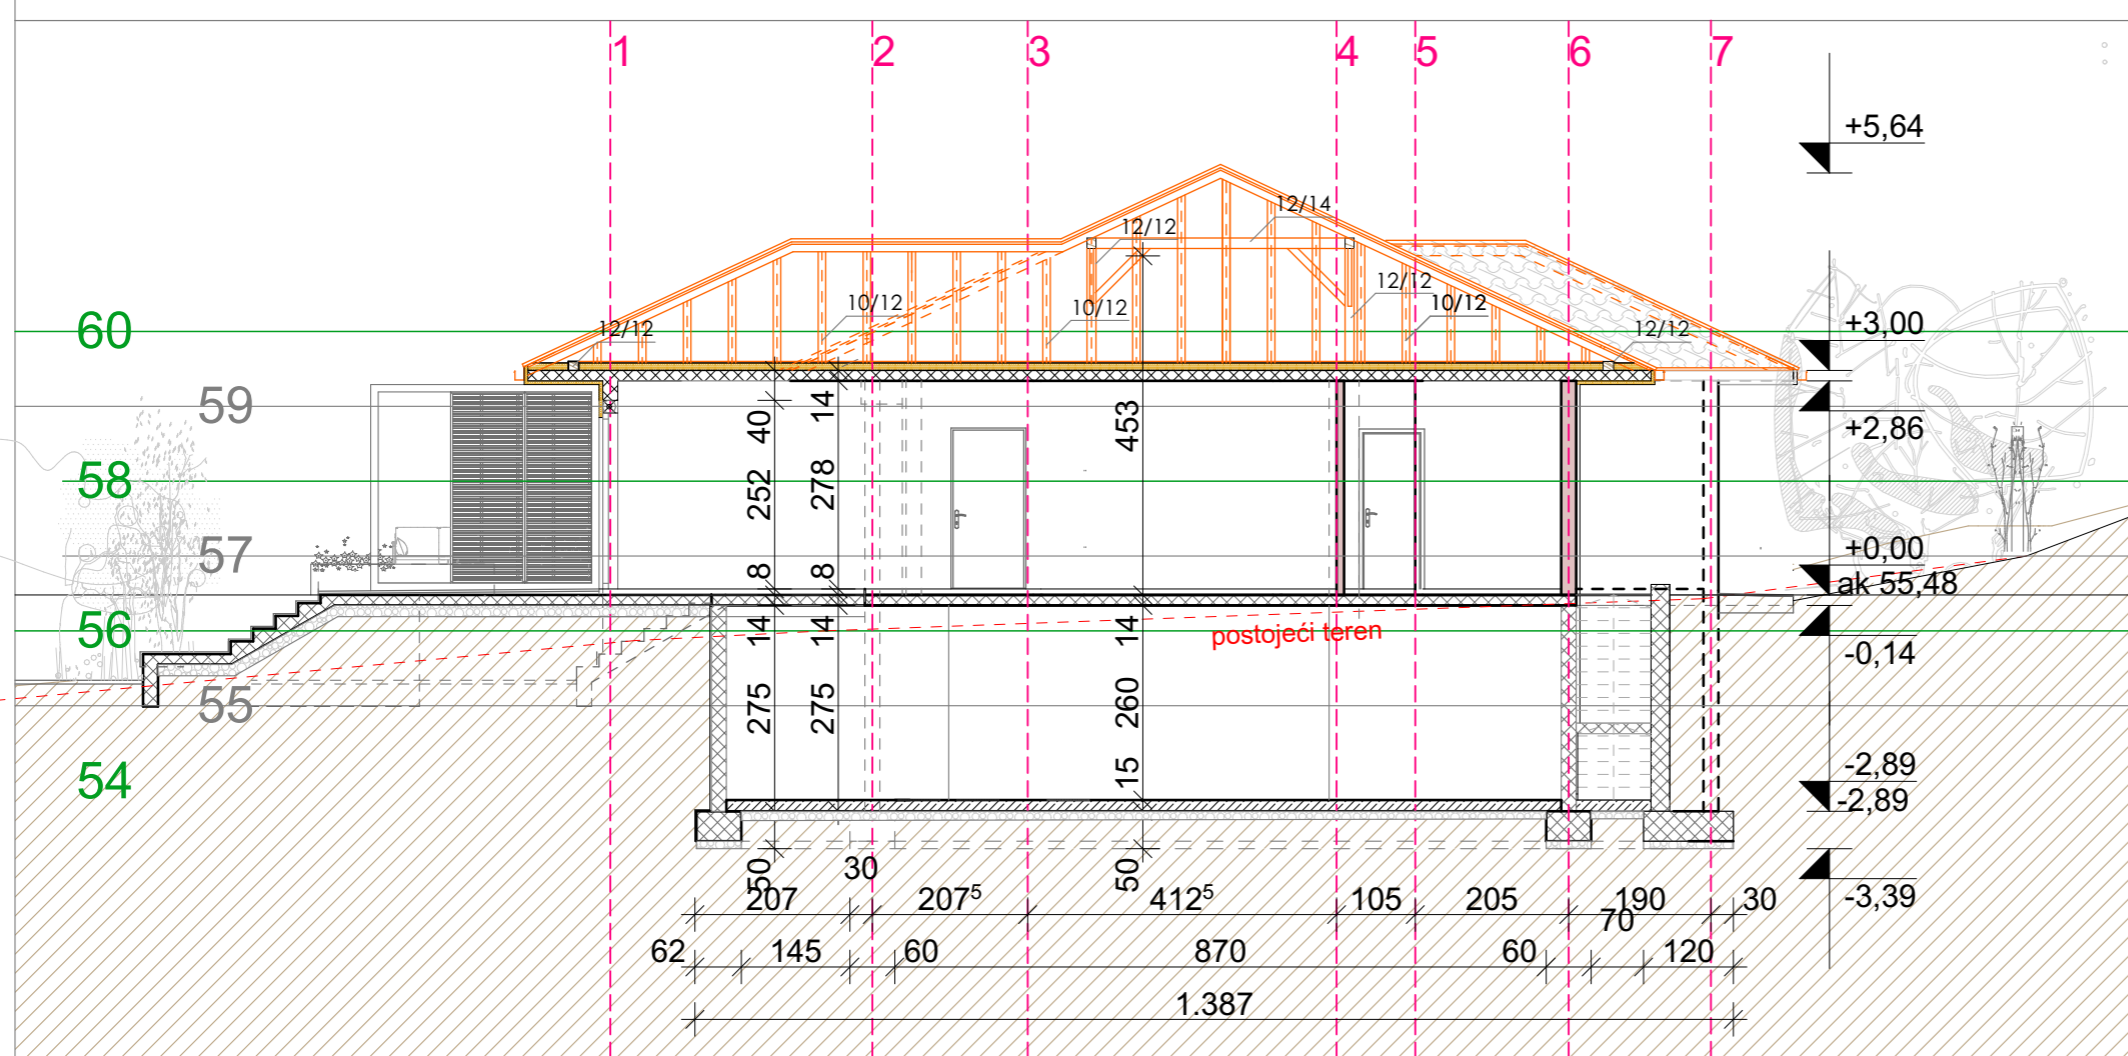 1 2 3 4 5 6 7
+5,64
12/14
12/12
12/12
10/12 10/12 10/12
12/12 12/12
60
+3,00
59
40 14 453
+2,86
58
252 278
57
+0,00
8 8
ak 55,48
56
14 14 14
postojeći teren
-0,14
55
275 275 260
54
15
-2,89
-2,89
50 30 50
207 207⁵ 412⁵ 105 205 190 30
-3,39
70
62 145 60 870 60 120
1.387